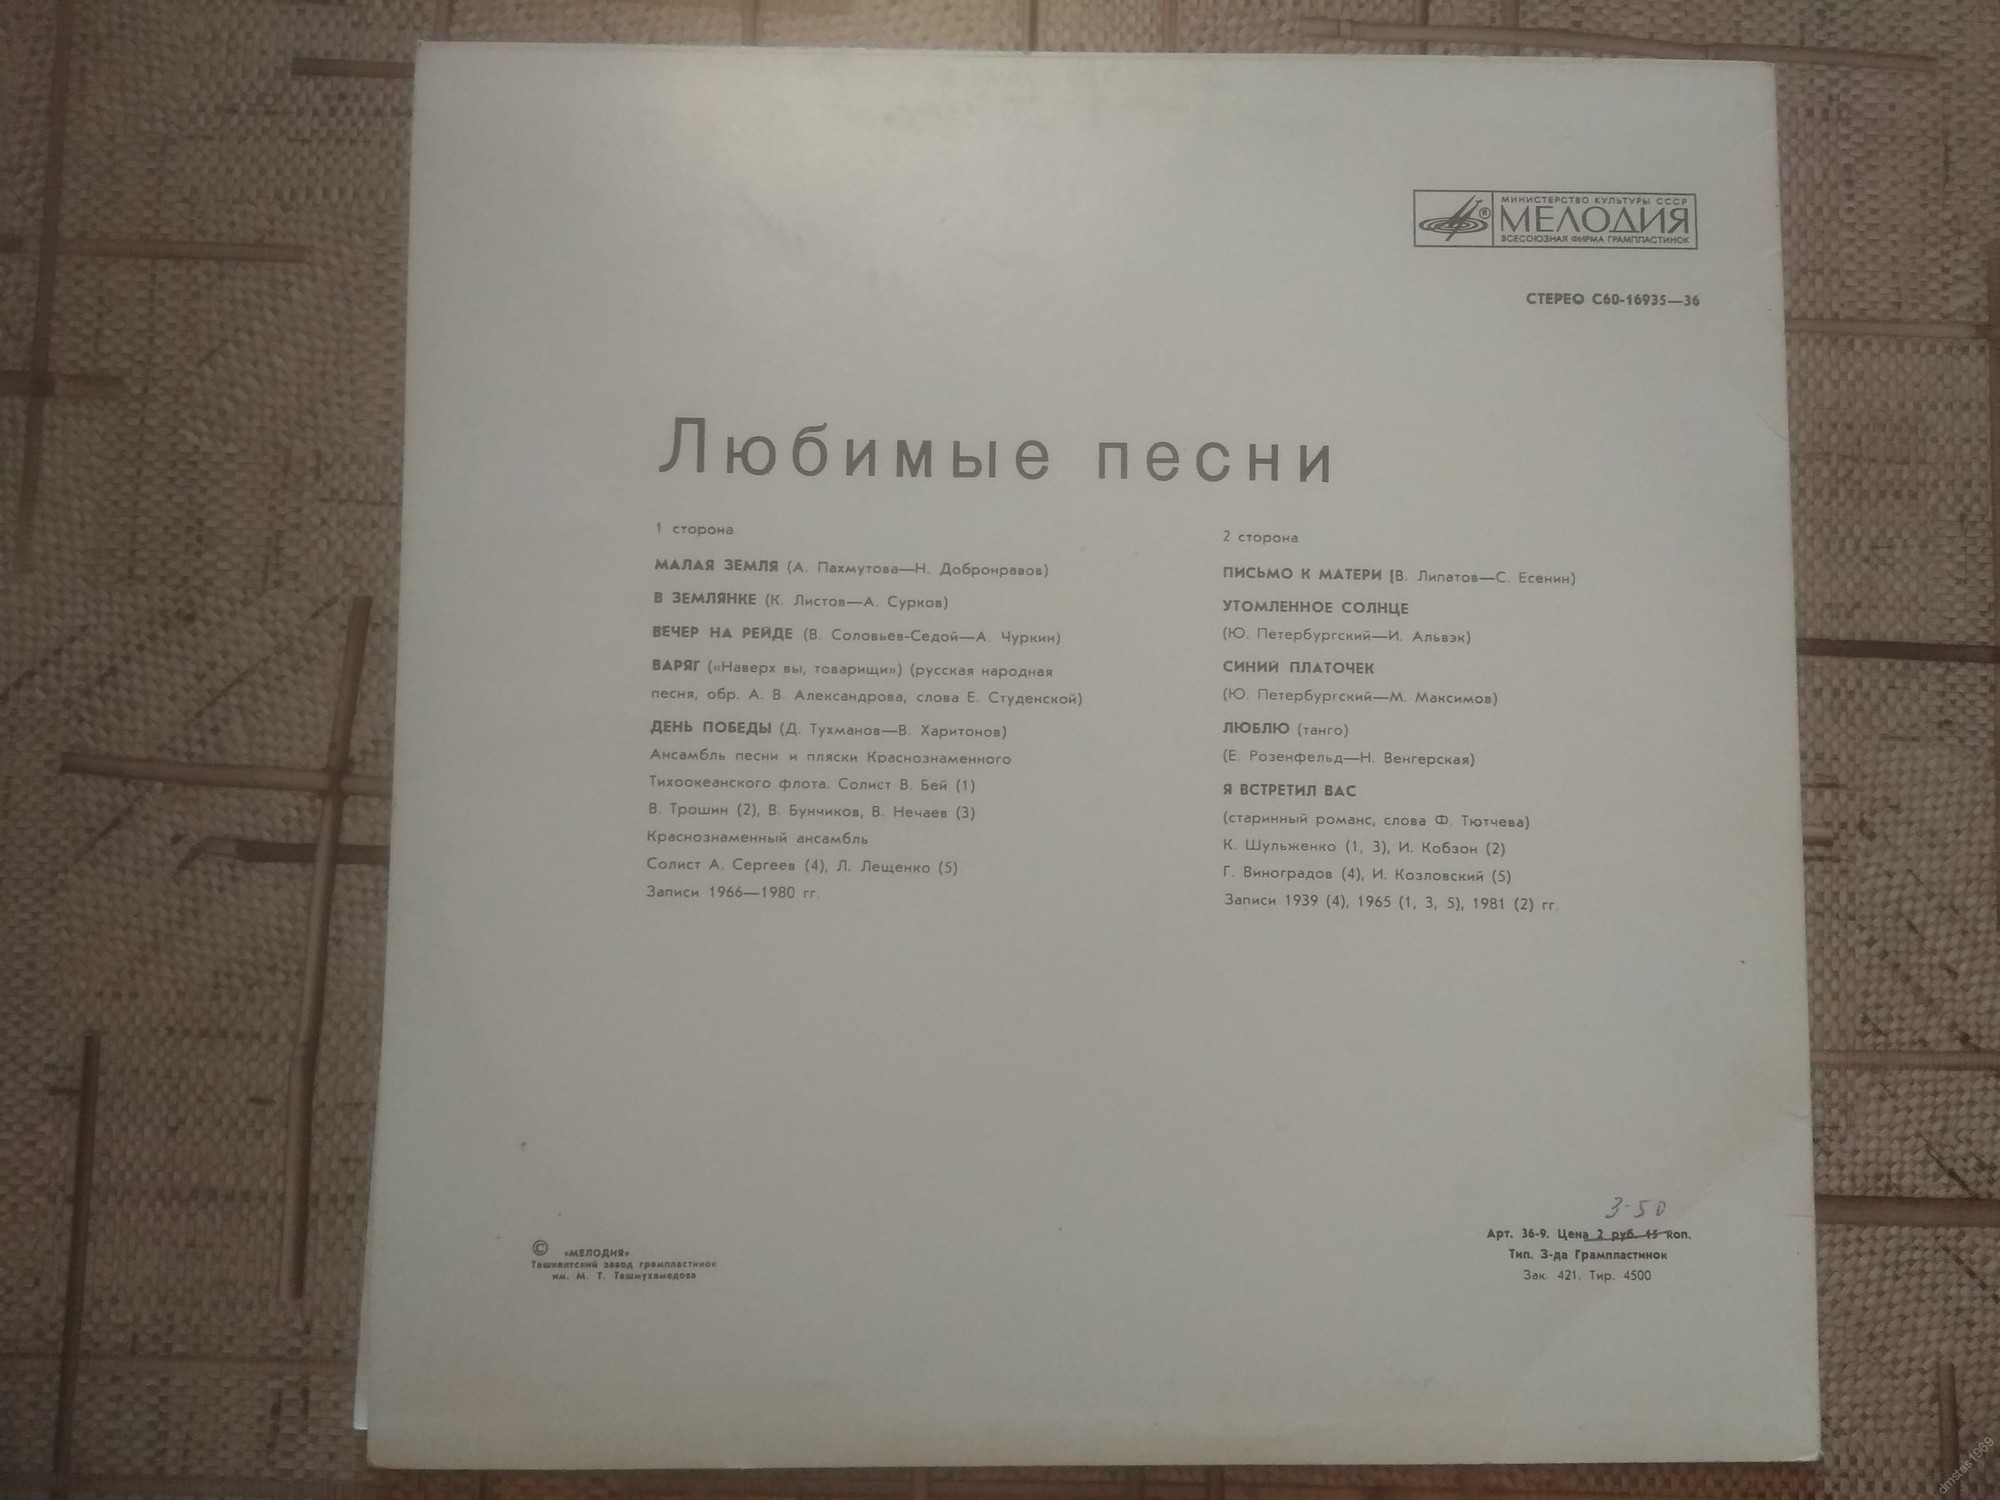 МИНИСТЕРСТВО КУЛЬТУРЫ СССР
МЕЛОДИЯ
ВСЕСОЮЗНАЯ ФИРМА ГРАМПЛАСТИНОК
СТЕРЕО С60-16935—36
Любимые песни
1 сторона
МАЛАЯ ЗЕМЛЯ (А. Пахмутова—Н. Добронравов)
В ЗЕМЛЯНКЕ (К. Листов—А. Сурков)
ВЕЧЕР НА РЕЙДЕ (В. Соловьев-Седой—А. Чуркин)
ВАРЯГ («Наверх вы, товарищи») (русская народная
песня, обр. А. В. Александрова, слова Е. Студенской)
ДЕНЬ ПОБЕДЫ (Д. Тухманов—В. Харитонов)
Ансамбль песни и пляски Краснознаменного
Тихоокеанского флота. Солист В. Бей (1)
В. Трошин (2), В. Бунчиков, В. Нечаев (3)
Краснознаменный ансамбль
Солист А. Сергеев (4), Л. Лещенко (5)
Записи 1966—1980 гг.
2 сторона
ПИСЬМО К МАТЕРИ [В. Липатов—С. Есенин)
УТОМЛЕННОЕ СОЛНЦЕ
(Ю. Петербургский—И. Альвэк)
СИНИЙ ПЛАТОЧЕК
(Ю. Петербургский—М. Максимов)
ЛЮБЛЮ (танго)
(Е. Розенфельд—Н. Венгерская)
Я ВСТРЕТИЛ ВАС
(старинный романс, слова Ф. Тютчева)
К. Шульженко (1, 3), И. Кобзон (2)
Г. Виноградов (4), И. Козловский (5)
Записи 1939 (4), 1965 (1, 3, 5), 1981 (2) гг.
© «МЕЛОДИЯ»
Ташкентский завод грампластинок
им. М. Т. Ташмухамедова
3-50
Арт. 36-9. Цена 2 руб. 15 коп.
Тип. З-да Грампластинок
Зак. 421. Тир. 4500
dmstas1969